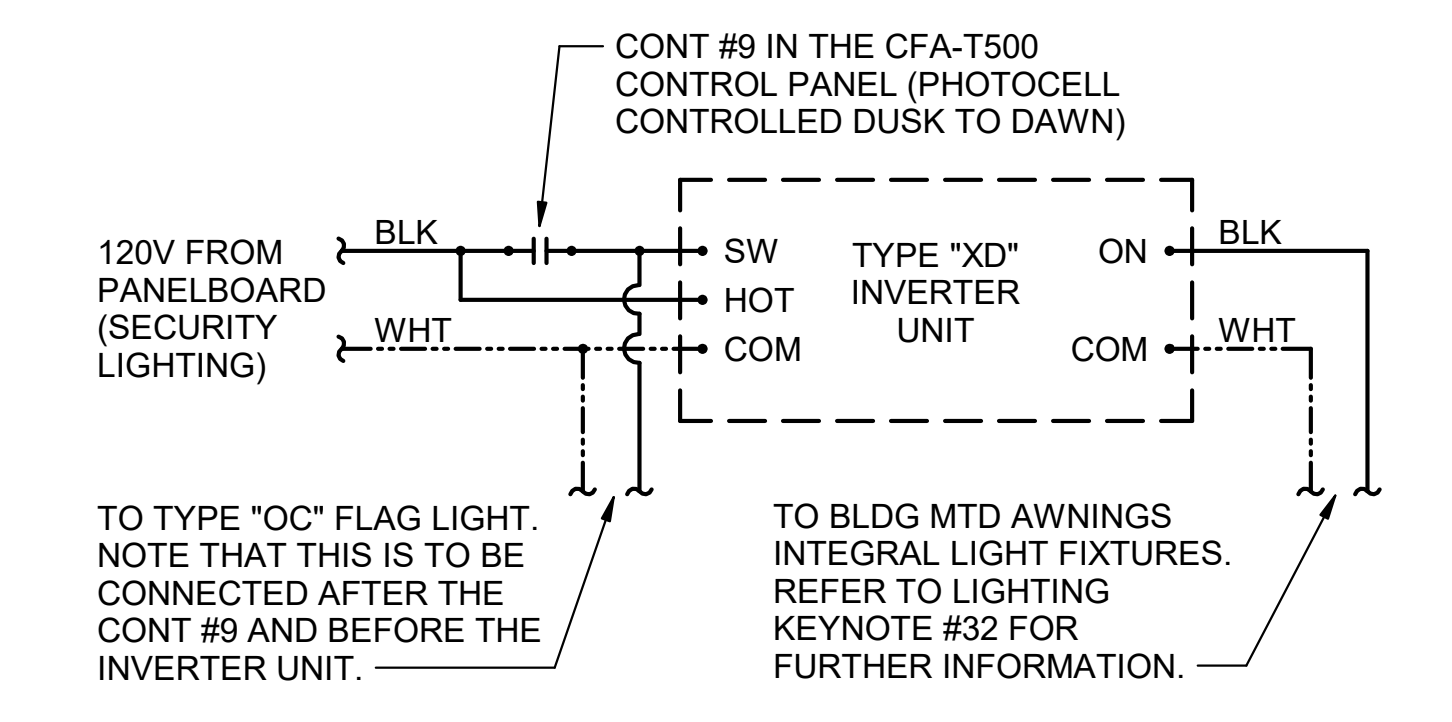 CONT #9 IN THE CFA-T500
CONTROL PANEL (PHOTOCELL
CONTROLLED DUSK TO DAWN)
120V FROM
PANELBOARD
(SECURITY
LIGHTING)
BLK
WHT
SW
HOT
COM
TYPE "XD"
INVERTER
UNIT
ON
COM
BLK
WHT
TO TYPE "OC" FLAG LIGHT.
NOTE THAT THIS IS TO BE
CONNECTED AFTER THE
CONT #9 AND BEFORE THE
INVERTER UNIT.
TO BLDG MTD AWNINGS
INTEGRAL LIGHT FIXTURES.
REFER TO LIGHTING
KEYNOTE #32 FOR
FURTHER INFORMATION.